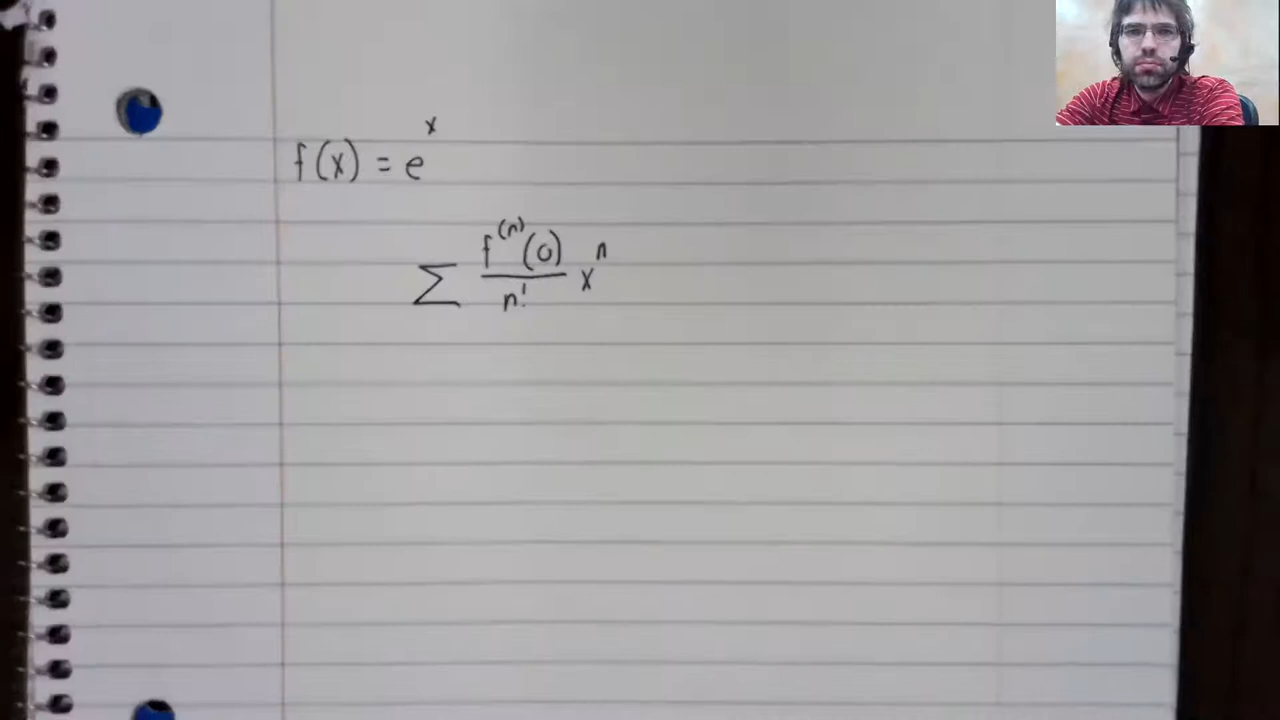 f(x) = e^x
∑ f^(n)(0)/n! x^n